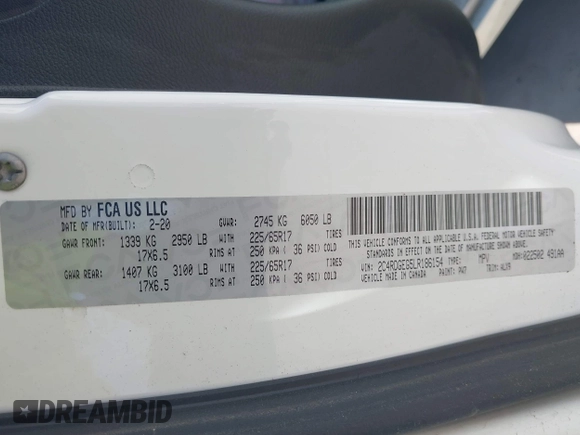 MFD BY FCA US LLC
DATE OF MFR(BUILT): 2-20 GVWR: 2745 KG 6050 LB
GAWR FRONT: 1339 KG 2950 LB WITH 225/65R17 TIRES
17X6.5 RIMS AT 250 KPA ( 36 PSI) COLD
GAWR REAR: 1407 KG 3100 LB WITH 225/65R17 TIRES
17X6.5 RIMS AT 250 KPA ( 36 PSI) COLD
THIS VEHICLE CONFORMS TO ALL APPLICABLE U.S.A. FEDERAL MOTOR VEHICLE SAFETY
STANDARDS IN EFFECT ON THE DATE OF MANUFACTURE SHOWN ABOVE.
VIN: 2C4RDGEG5LR186154 TYPE: MPV MDH: 022502 491AA
VEHICLE MADE IN CANADA PAINT: PW7 TRIM:
DREAMBID